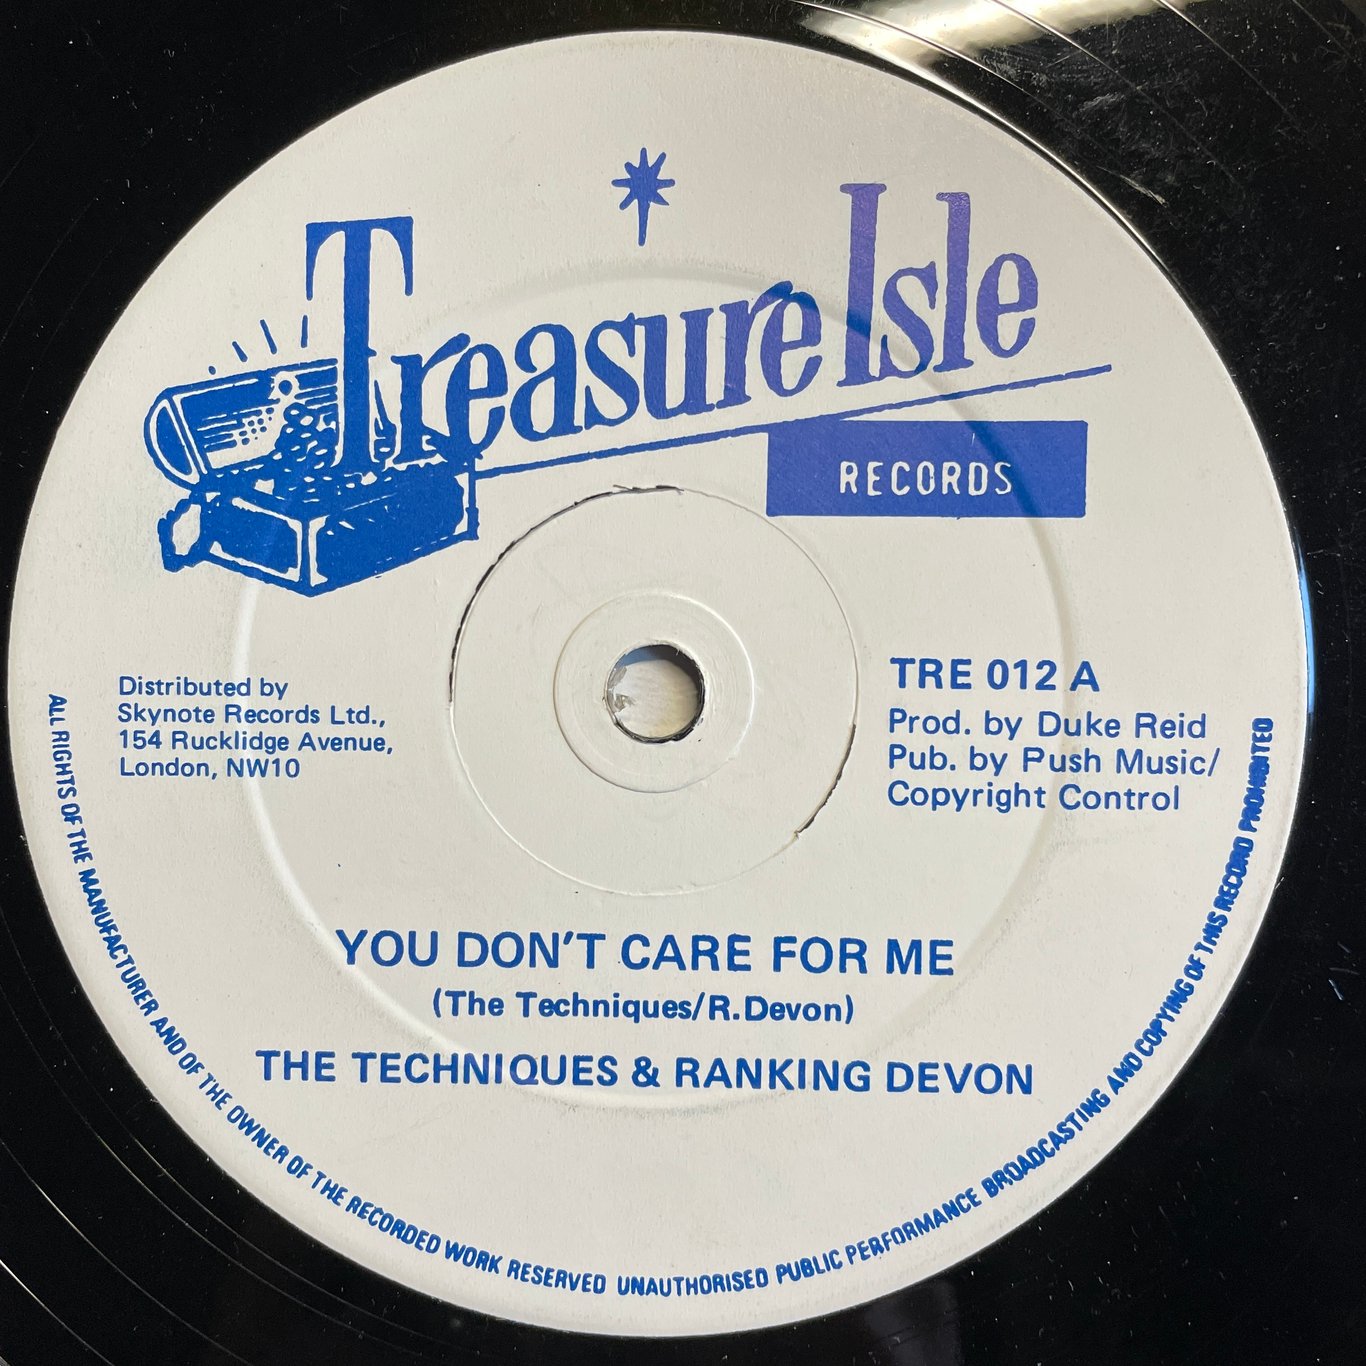 Treasure Isle
RECORDS
Distributed by
Skynote Records Ltd.,
154 Rucklidge Avenue,
London, NW10
TRE 012 A
Prod. by Duke Reid
Pub. by Push Music/
Copyright Control
YOU DON'T CARE FOR ME
(The Techniques/R.Devon)
THE TECHNIQUES & RANKING DEVON
ALL RIGHTS OF THE MANUFACTURER AND OF THE OWNER OF THE RECORDED WORK RESERVED UNAUTHORISED PUBLIC PERFORMANCE BROADCASTING AND COPYING OF THIS RECORD PROHIBITED